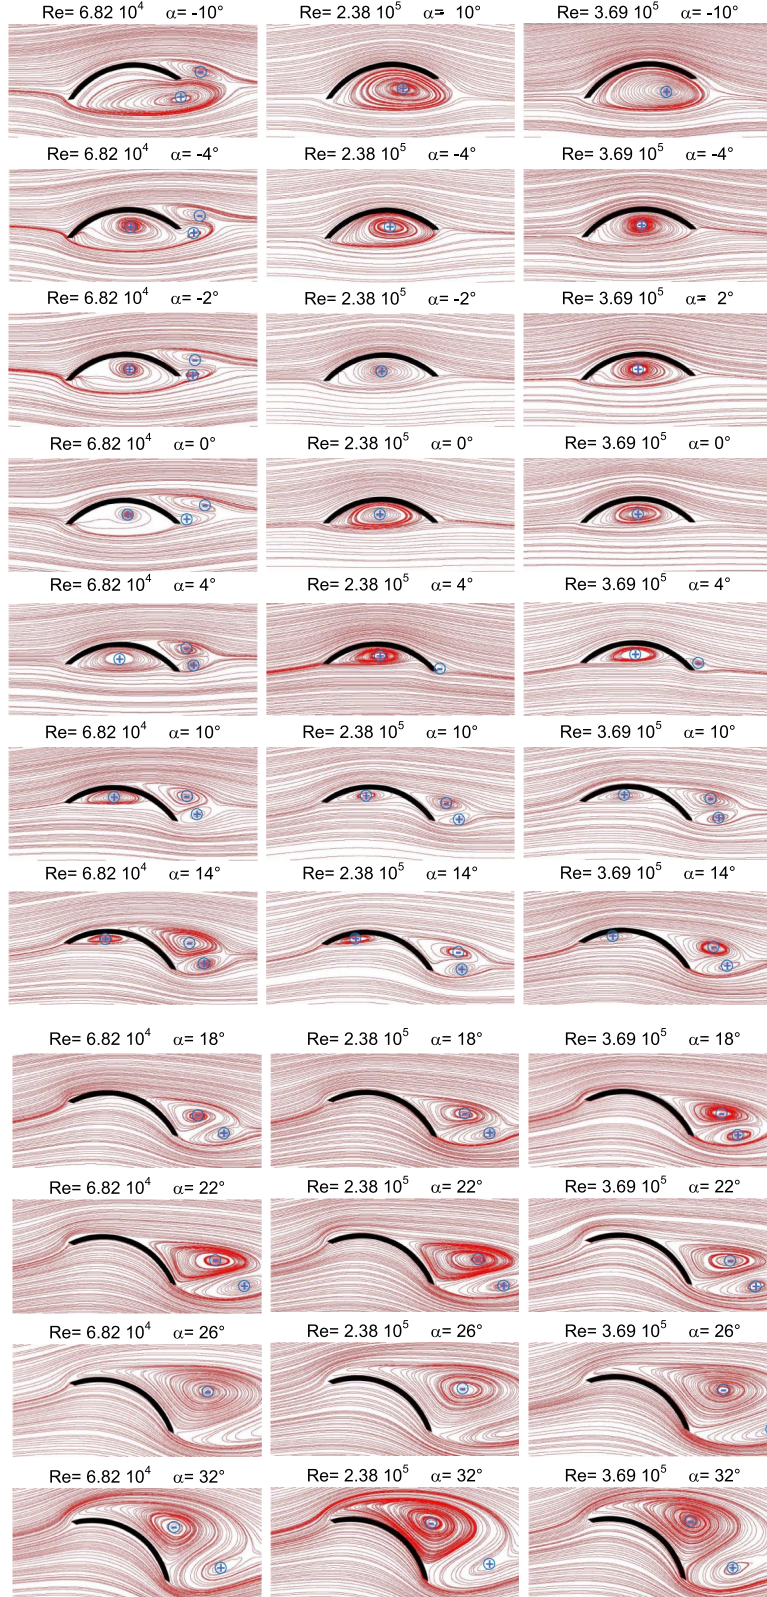 Re= 6.82 10⁴ α= -10° Re= 2.38 10⁵ α=- 10° Re= 3.69 10⁵ α= -10°
Re= 6.82 10⁴ α= -4° Re= 2.38 10⁵ α= -4° Re= 3.69 10⁵ α= -4°
Re= 6.82 10⁴ α= -2° Re= 2.38 10⁵ α= -2° Re= 3.69 10⁵ α=- 2°
Re= 6.82 10⁴ α= 0° Re= 2.38 10⁵ α= 0° Re= 3.69 10⁵ α= 0°
Re= 6.82 10⁴ α= 4° Re= 2.38 10⁵ α= 4° Re= 3.69 10⁵ α= 4°
Re= 6.82 10⁴ α= 10° Re= 2.38 10⁵ α= 10° Re= 3.69 10⁵ α= 10°
Re= 6.82 10⁴ α= 14° Re= 2.38 10⁵ α= 14° Re= 3.69 10⁵ α= 14°
Re= 6.82 10⁴ α= 18° Re= 2.38 10⁵ α= 18° Re= 3.69 10⁵ α= 18°
Re= 6.82 10⁴ α= 22° Re= 2.38 10⁵ α= 22° Re= 3.69 10⁵ α= 22°
Re= 6.82 10⁴ α= 26° Re= 2.38 10⁵ α= 26° Re= 3.69 10⁵ α= 26°
Re= 6.82 10⁴ α= 32° Re= 2.38 10⁵ α= 32° Re= 3.69 10⁵ α= 32°